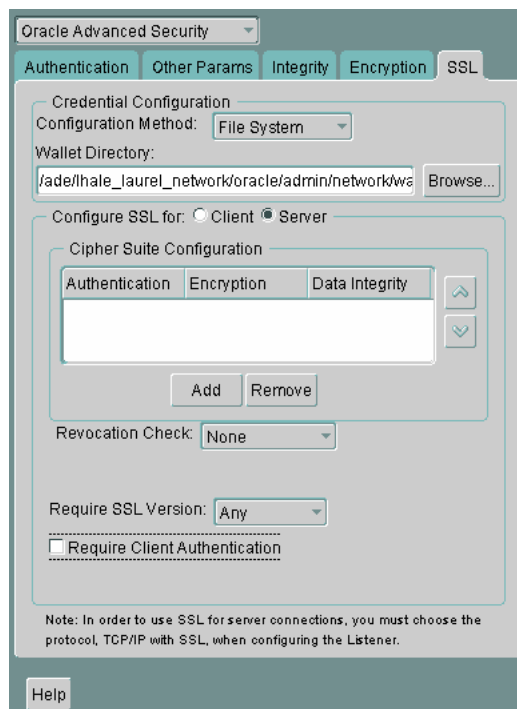 Oracle Advanced Security
Authentication Other Params Integrity Encryption SSL
Credential Configuration
Configuration Method: File System
Wallet Directory:
/ade/lhale_laurel_network/oracle/admin/network/wa Browse...
Configure SSL for: Client Server
Cipher Suite Configuration
Authentication Encryption Data Integrity
Add Remove
Revocation Check: None
Require SSL Version: Any
Require Client Authentication
Note: In order to use SSL for server connections, you must choose the
protocol, TCP/IP with SSL, when configuring the Listener.
Help